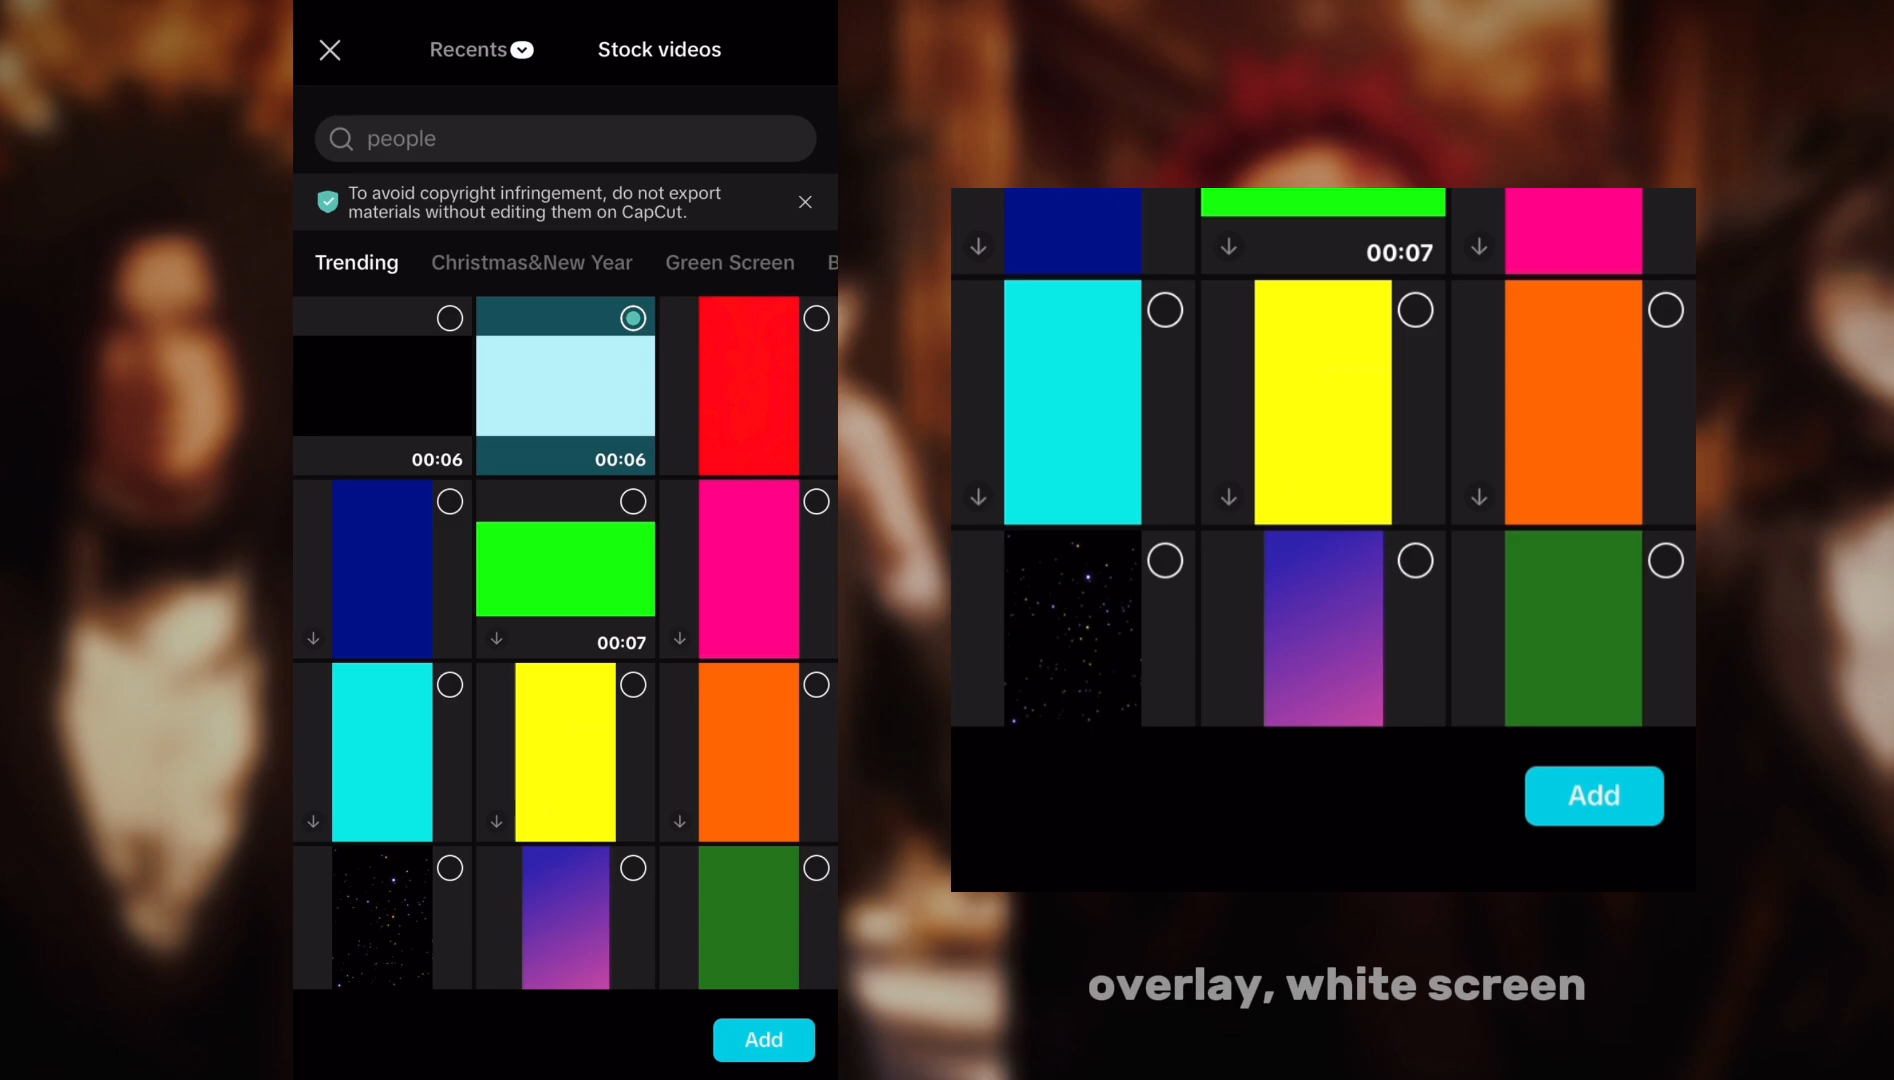 Recents
Stock videos
people
To avoid copyright infringement, do not export
materials without editing them on CapCut.
Trending
Christmas&New Year
Green Screen
B
00:06
00:06
00:07
Add
00:07
Add
overlay, white screen